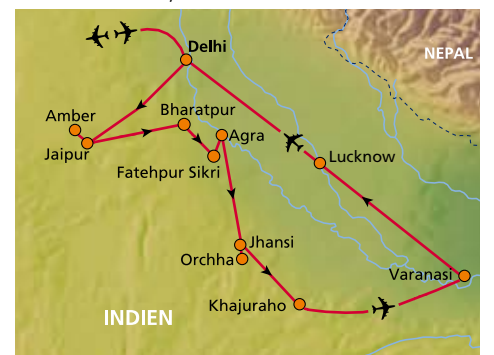 Delhi
NEPAL
Amber
Bharatpur
Agra
Jaipur
Fatehpur Sikri
Lucknow
Jhansi
Orchha
Varanasi
Khajuraho
INDIEN